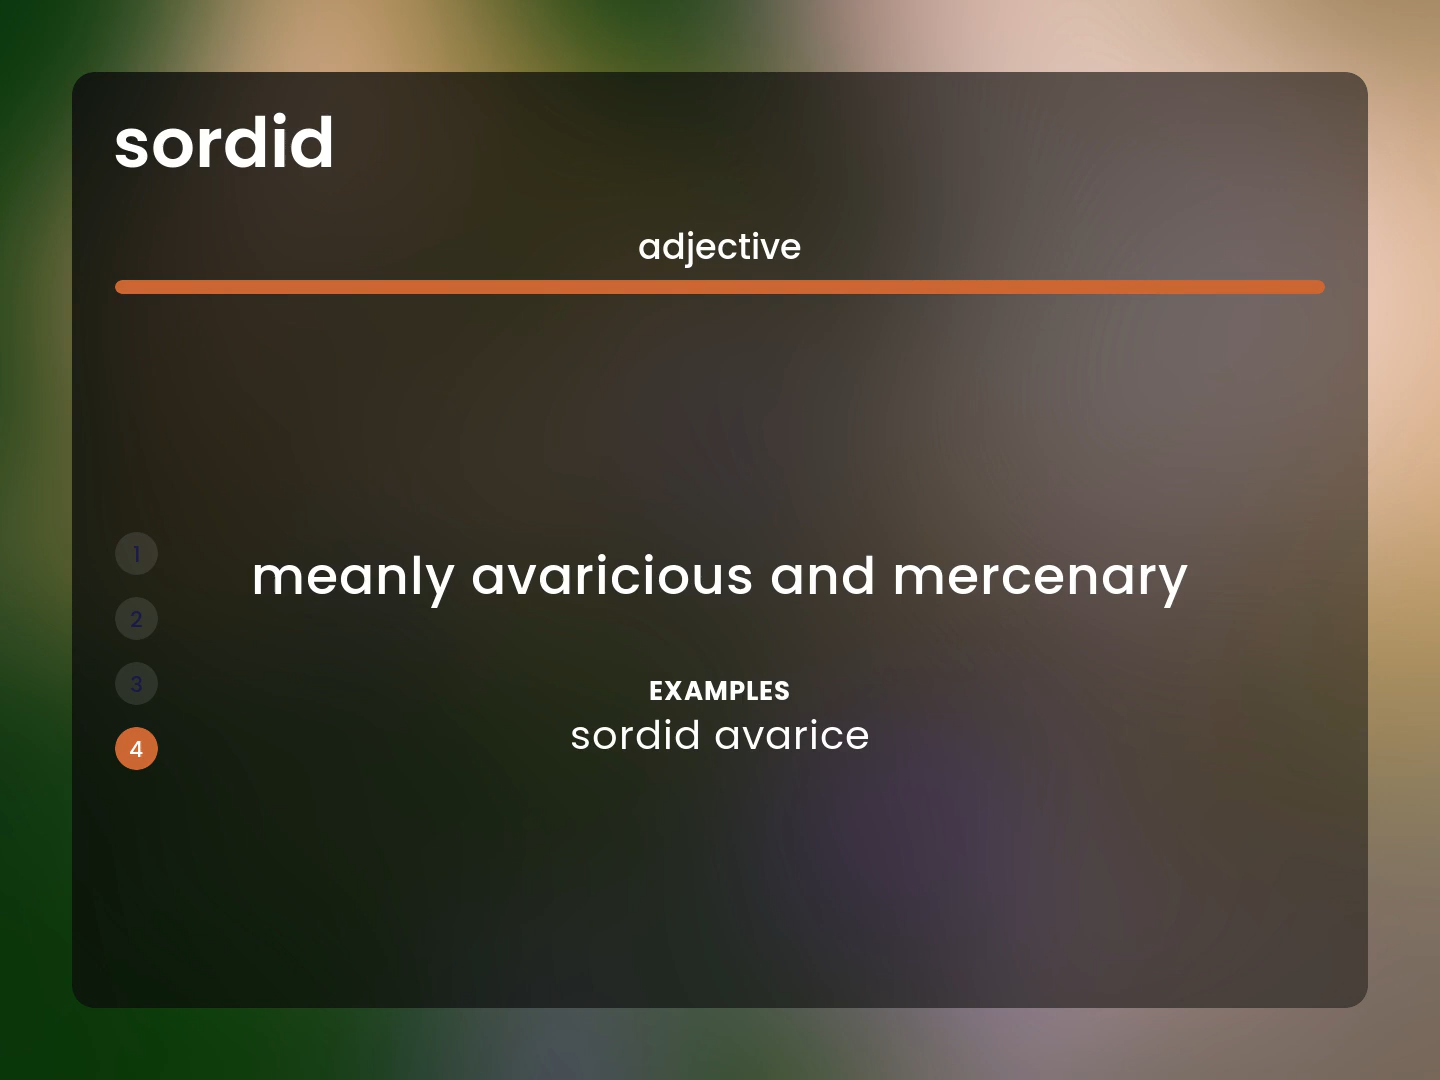 sordid
adjective
1
2
3
4
meanly avaricious and mercenary
EXAMPLES
sordid avarice